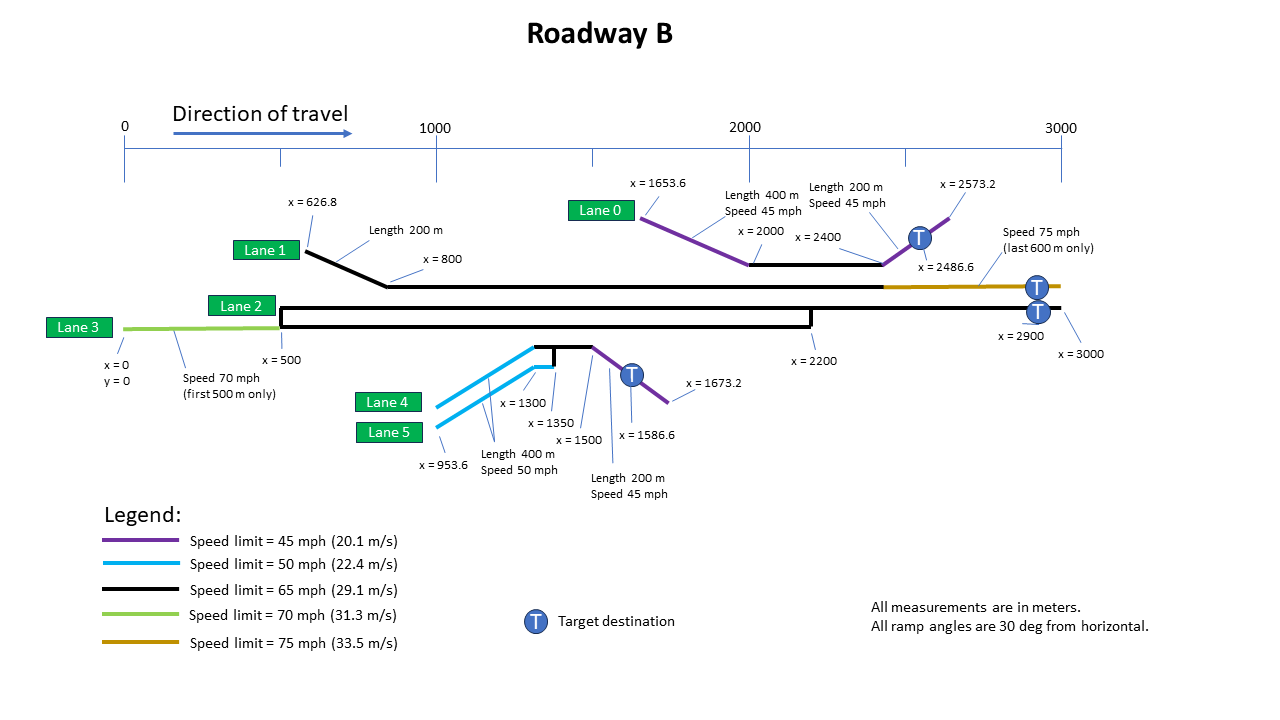 Roadway B
Direction of travel
0
1000
2000
3000
x = 626.8
x = 1653.6
Length 400 m
Speed 45 mph
Length 200 m
Speed 45 mph
x = 2573.2
Lane 0
Lane 1
Length 200 m
x = 2000
x = 2400
Speed 75 mph
(last 600 m only)
x = 800
x = 2486.6
T
T
T
Lane 2
Lane 3
x = 2900
x = 3000
x = 0
y = 0
x = 500
x = 2200
Speed 70 mph
(first 500 m only)
T
x = 1673.2
Lane 4
Lane 5
x = 1300
x = 1350
x = 1500
x = 1586.6
x = 953.6
Length 400 m
Speed 50 mph
Length 200 m
Speed 45 mph
Legend:
Speed limit = 45 mph (20.1 m/s)
Speed limit = 50 mph (22.4 m/s)
Speed limit = 65 mph (29.1 m/s)
Speed limit = 70 mph (31.3 m/s)
Speed limit = 75 mph (33.5 m/s)
T Target destination
All measurements are in meters.
All ramp angles are 30 deg from horizontal.